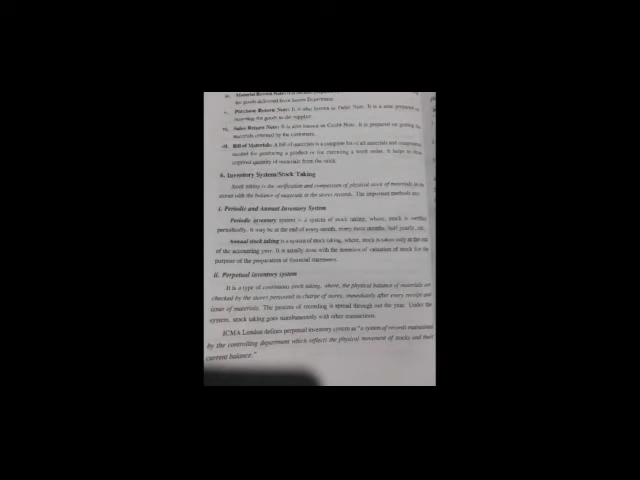 Material Return Note:
the goods delivered from Stores Department.
Purchase Return Note: It is also known as Debit Note. It is a note prepared
returning the goods to the supplier.
Sales Return Note: It is also known as Credit Note. It is prepared on getting the
materials returned by the customers.
Bill of Materials: A bill of materials is a complete list of all materials and components
needed for producing a product or for executing a work order. It helps to
required quantity of materials from the stock.
6. Inventory System/Stock Taking
Stock taking is the verification and comparison of physical stock of materials in the
stores with the balance of materials in the stores records. The important methods are:
i. Periodic and Annual Inventory System
Periodic inventory system is a system of stock taking, where, stock is verified
periodically. It may be at the end of every month, every three months, half yearly, etc.
Annual stock taking is a system of stock taking, where, stock is taken only at the end
of the accounting year. It is usually done with the intention of valuation of stock for the
purpose of the preparation of financial statements.
ii. Perpetual inventory system
It is a type of continuous stock taking, where, the physical balance of materials are
checked by the stores personnel in charge of stores, immediately after every receipt and
issue of materials. The process of recording is spread through out the year. Under the
system, stock taking goes simultaneously with other transactions.
ICMA London defines perpetual inventory system as "a system of records maintained
by the controlling department which reflects the physical movement of stocks and their
current balance."